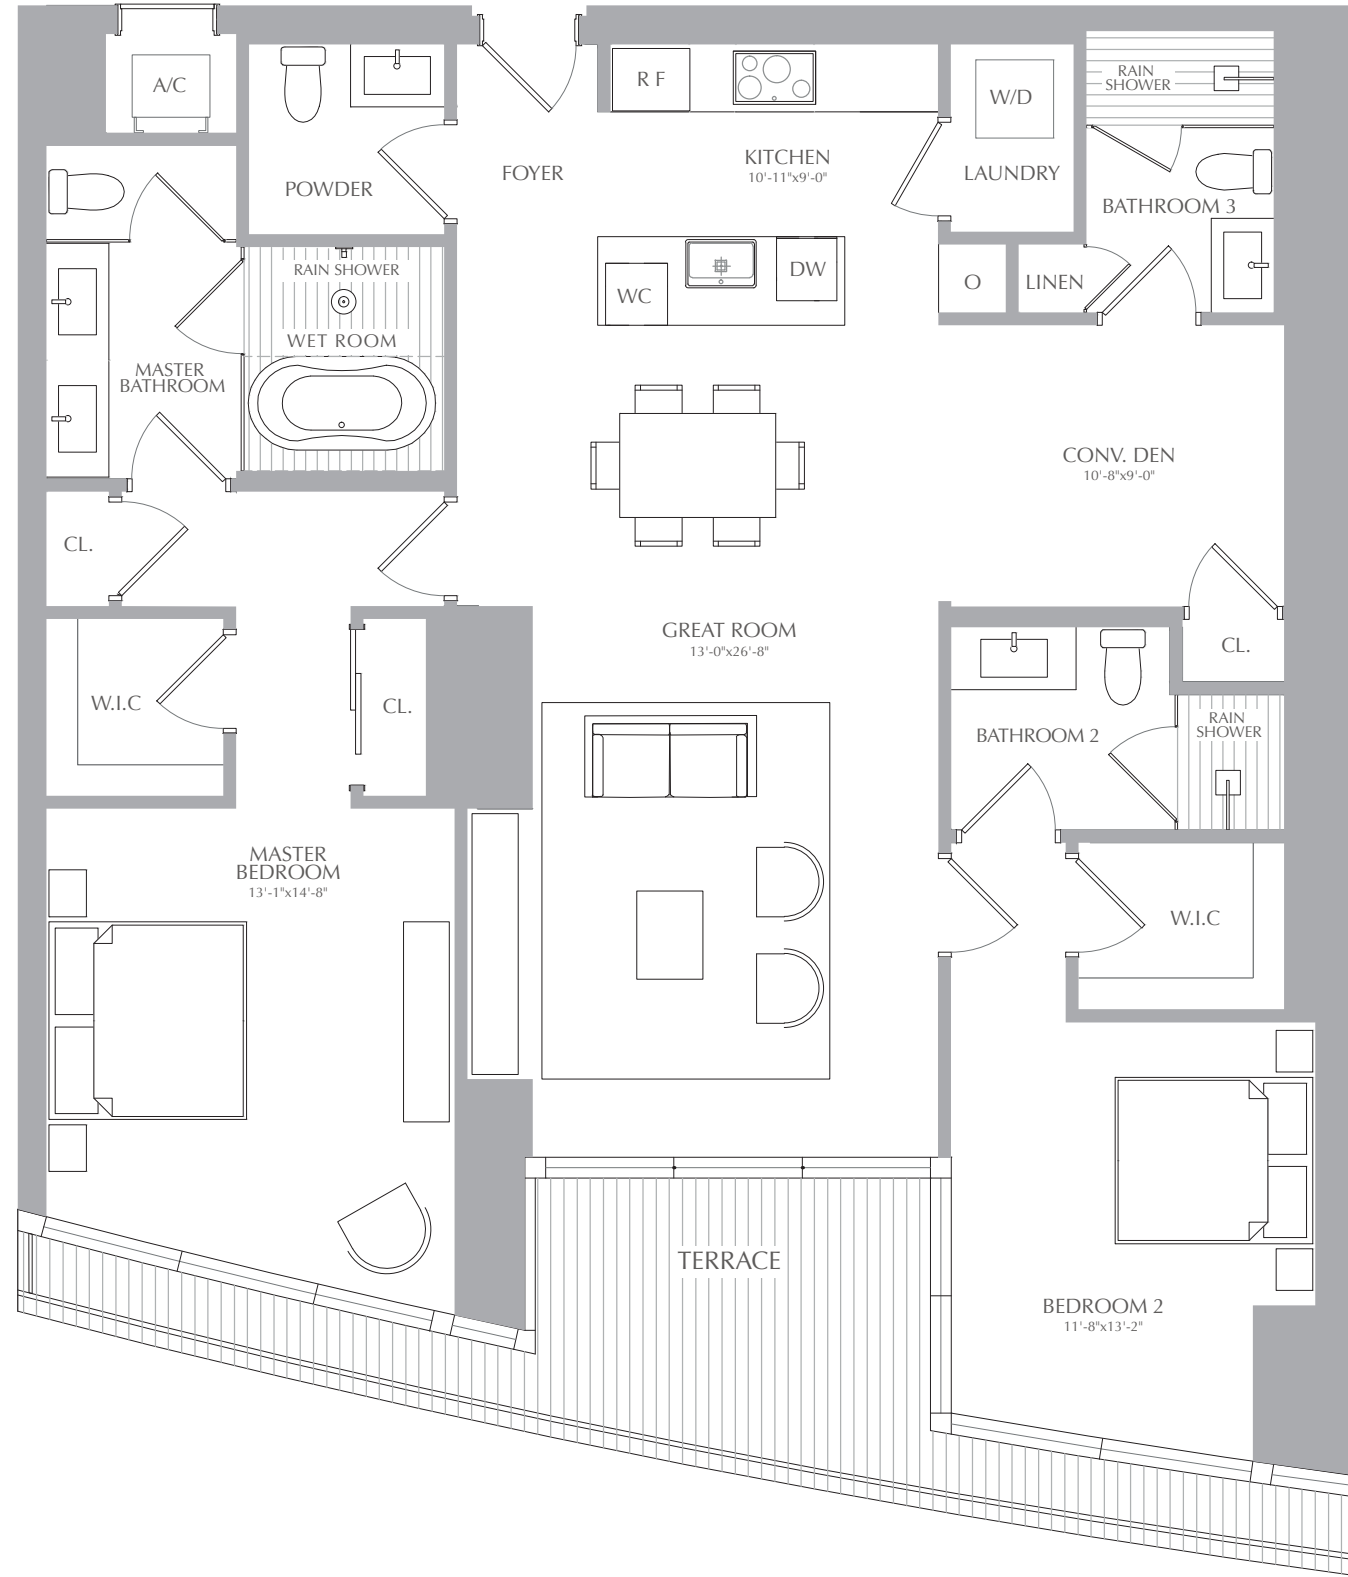 A/C
R F
W/D
RAIN
SHOWER
POWDER
FOYER
KITCHEN
10'-11"x9'-0"
LAUNDRY
BATHROOM 3
RAIN SHOWER
WC
DW
O
LINEN
WET ROOM
MASTER
BATHROOM
CONV. DEN
10'-8"x9'-0"
CL.
GREAT ROOM
13'-0"x26'-8"
CL.
W.I.C
CL.
BATHROOM 2
RAIN
SHOWER
MASTER
BEDROOM
13'-1"x14'-8"
W.I.C
TERRACE
BEDROOM 2
11'-8"x13'-2"